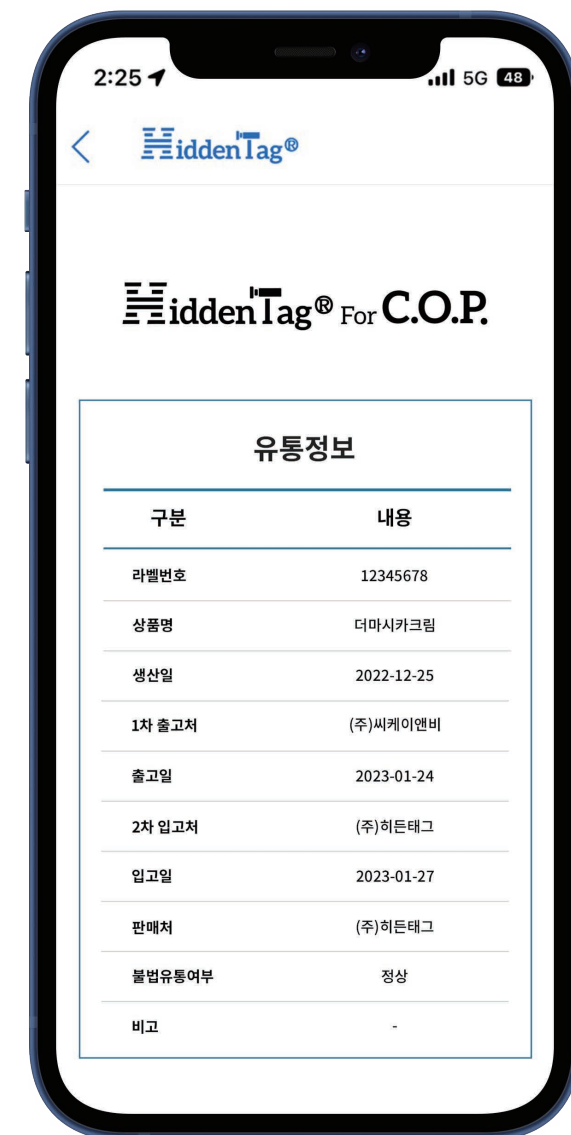 2:25 5G 48
HiddenTag®
HiddenTag® For C.O.P.
유통정보
구분 내용
라벨번호 12345678
상품명 더마시카크림
생산일 2022-12-25
1차 출고처 (주)씨케이앤비
출고일 2023-01-24
2차 입고처 (주)히든태그
입고일 2023-01-27
판매처 (주)히든태그
불법유통여부 정상
비고 -